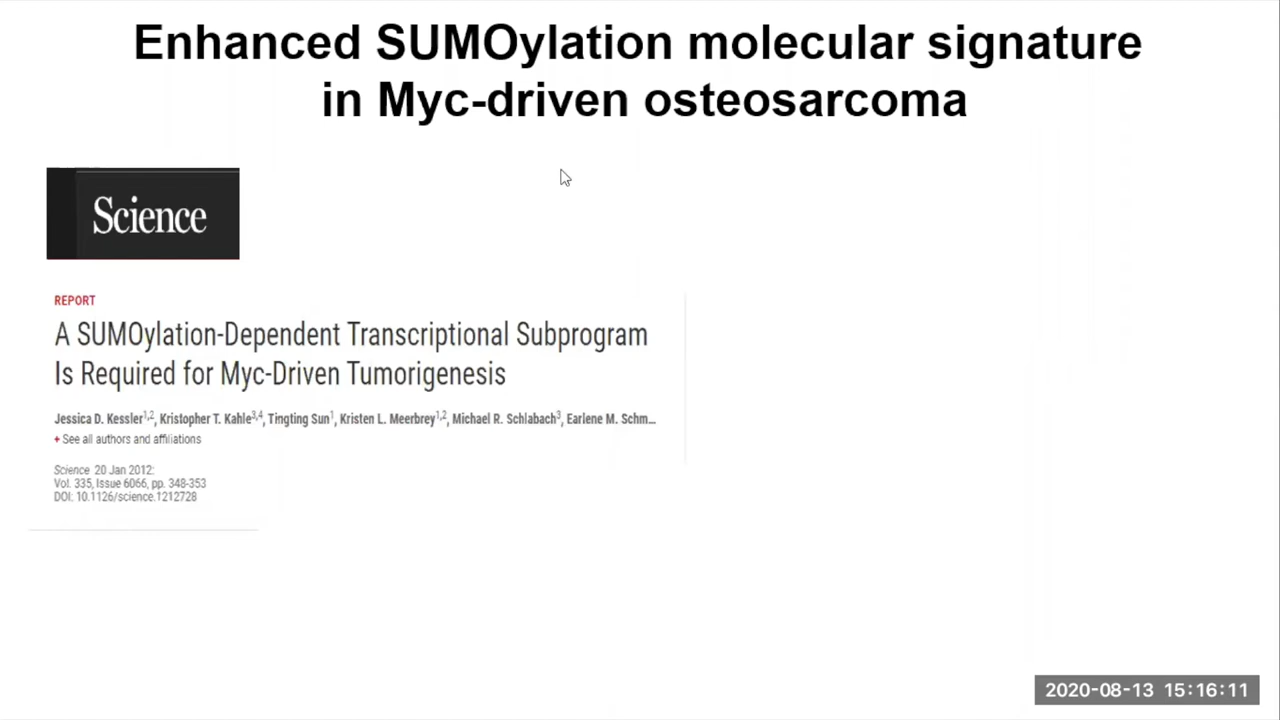 Enhanced SUMOylation molecular signature
in Myc-driven osteosarcoma
Science
REPORT
A SUMOylation-Dependent Transcriptional Subprogram
Is Required for Myc-Driven Tumorigenesis
Jessica D. Kessler1,2, Kristopher T. Kahle3,4, Tingting Sun1, Kristen L. Meerbrey1,2, Michael R. Schlabach3, Earlene M. Schm...
+ See all authors and affiliations
Science 20 Jan 2012:
Vol. 335, Issue 6066, pp. 348-353
DOI: 10.1126/science.1212728
2020-08-13 15:16:11